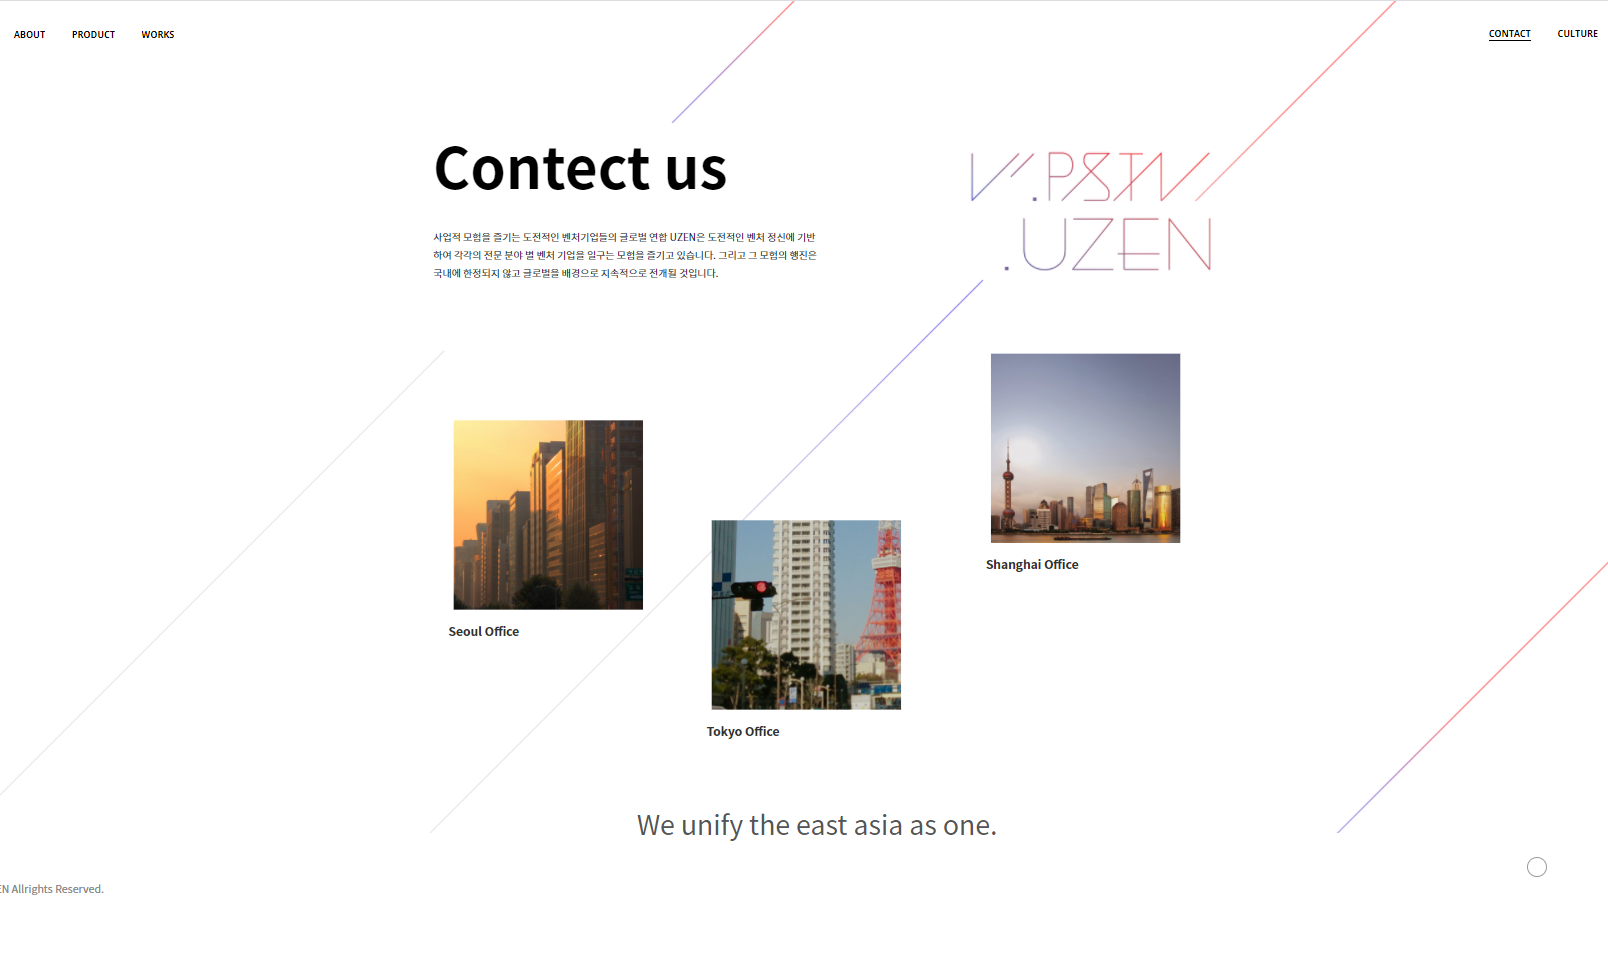 ABOUT PRODUCT WORKS CONTACT CULTURE
Contect us
사업적 모험을 즐기는 도전적인 벤처기업들의 글로벌 연합 UZEN은 도전적인 벤처 정신에 기반
하여 각각의 전문 분야 별 벤처 기업을 일구는 모험을 즐기고 있습니다. 그리고 그 모험의 행진은
국내에 한정되지 않고 글로벌을 배경으로 지속적으로 전개될 것입니다.
.UZEN
Shanghai Office
Seoul Office
Tokyo Office
We unify the east asia as one.
EN Allrights Reserved.